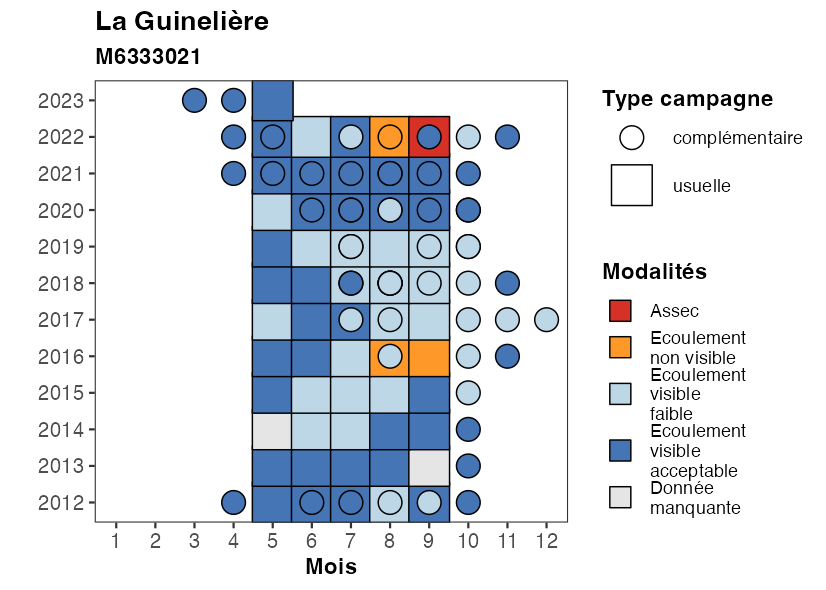 La Guinelière
M6333021
2023
2022
2021
2020
2019
2018
2017
2016
2015
2014
2013
2012
1 2 3 4 5 6 7 8 9 10 11 12
Mois
Type campagne
complémentaire
usuelle
Modalités
Assec
Ecoulement
non visible
Ecoulement
visible
faible
Ecoulement
visible
acceptable
Donnée
manquante